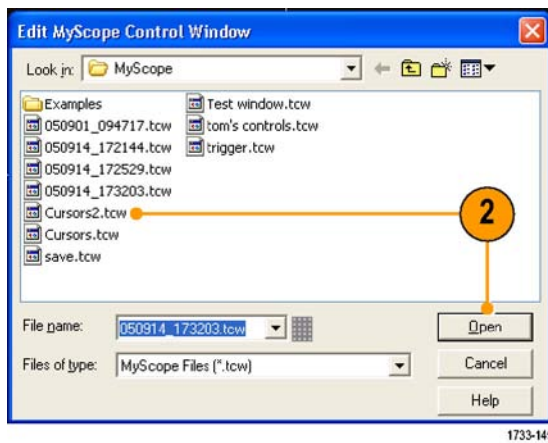 Edit MyScope Control Window
Look in: MyScope
Examples
050901_094717.tcw
050914_172144.tcw
050914_172529.tcw
050914_173203.tcw
Cursors2.tcw
Cursors.tcw
save.tcw
Test window.tcw
tom's controls.tcw
trigger.tcw
2
File name: 050914_173203.tcw Open
Files of type: MyScope Files (*.tcw) Cancel
Help